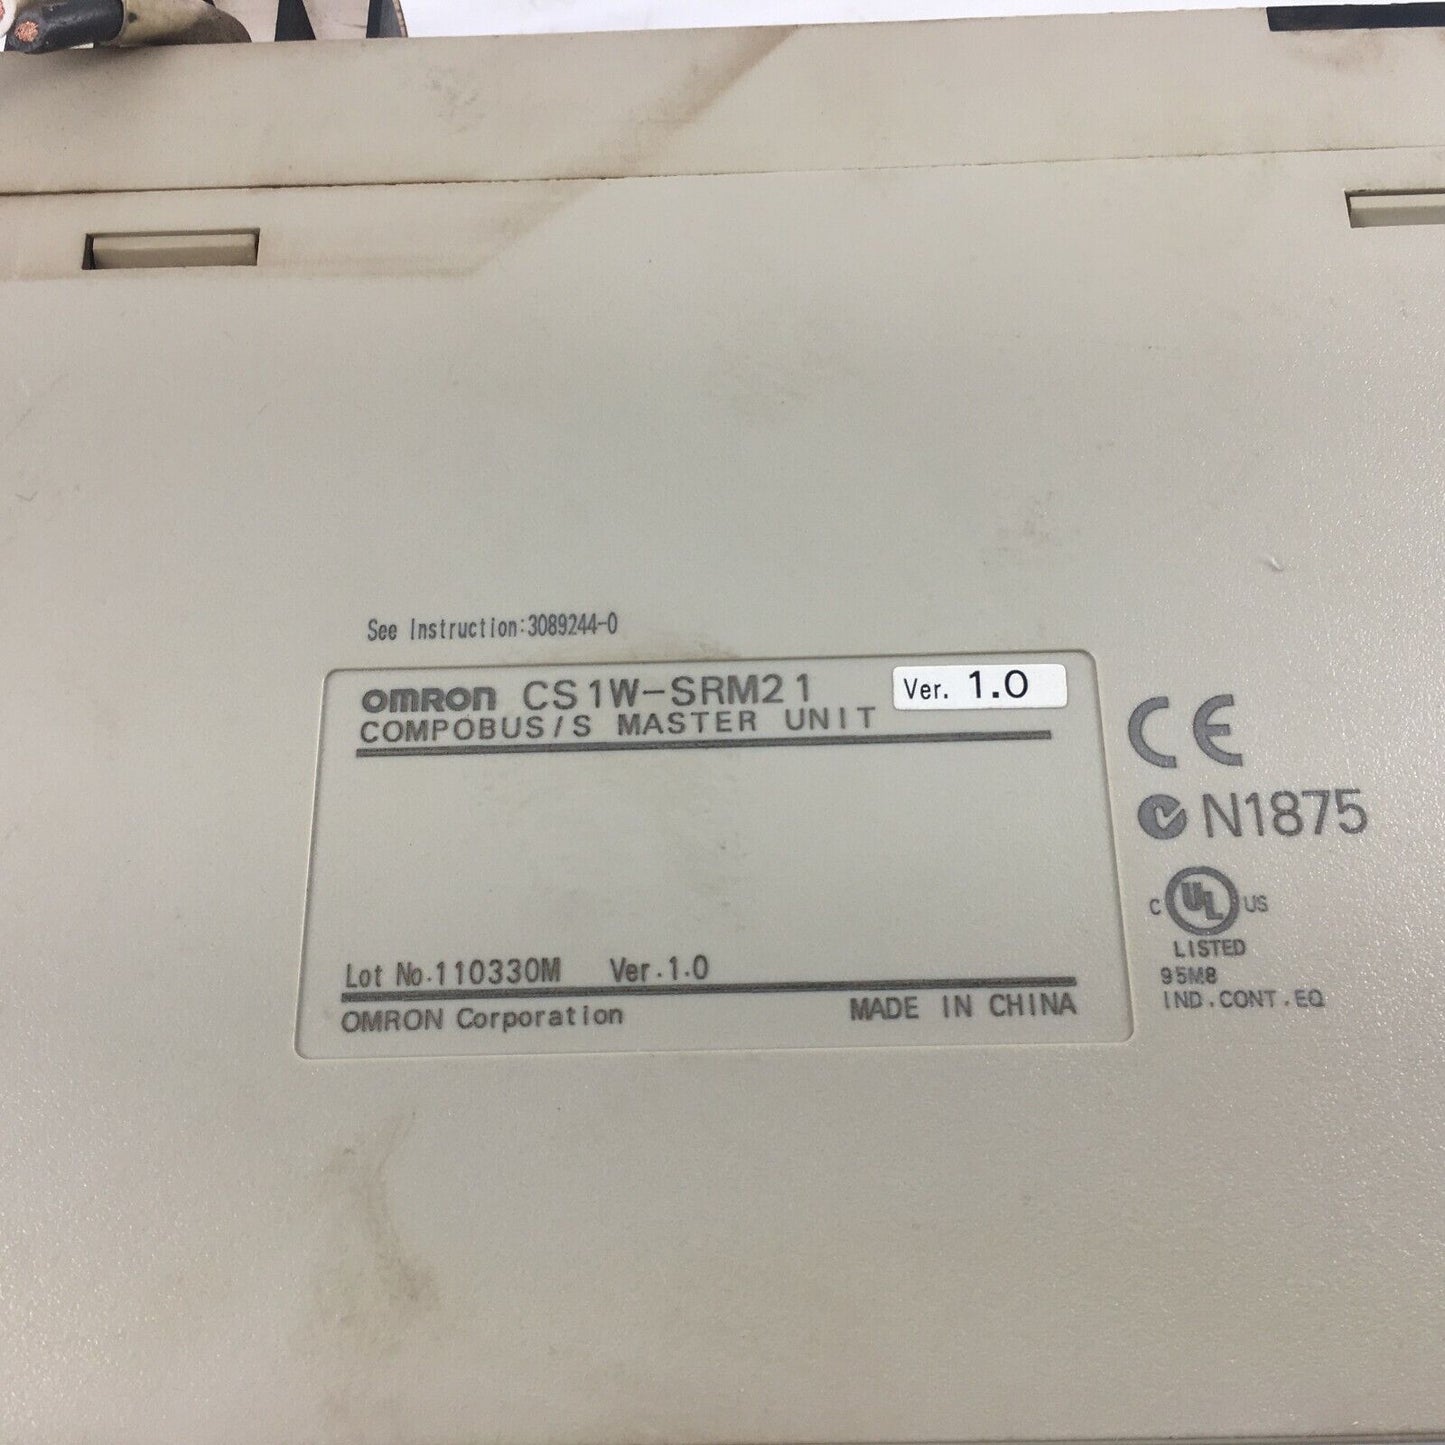 See Instruction:3089244-0
OMRON CS1W-SRM21 Ver. 1.0
COMPOBUS/S MASTER UNIT
Lot No.110330M Ver.1.0
OMRON Corporation MADE IN CHINA
CE
N1875
C UL US
LISTED
95M8
IND.CONT.EQ